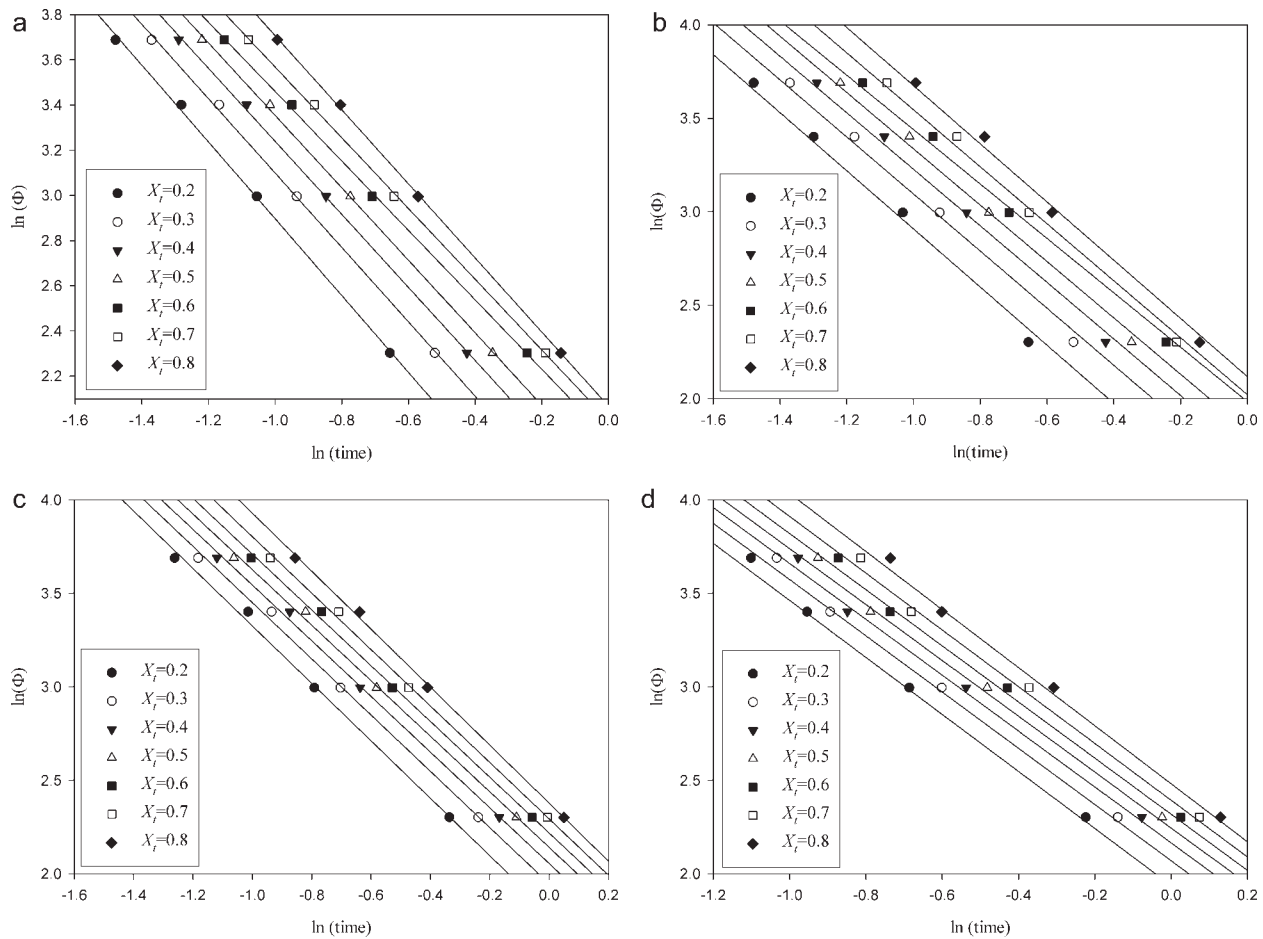 a
3.8
3.6
3.4
3.2
3.0
2.8
2.6
2.4
2.2
ln (Φ)
-1.6 -1.4 -1.2 -1.0 -0.8 -0.6 -0.4 -0.2 0.0
ln (time)
Xt=0.2
Xt=0.3
Xt=0.4
Xt=0.5
Xt=0.6
Xt=0.7
Xt=0.8
b
4.0
3.5
3.0
2.5
2.0
ln(Φ)
-1.6 -1.4 -1.2 -1.0 -0.8 -0.6 -0.4 -0.2 0.0
ln(time)
Xt=0.2
Xt=0.3
Xt=0.4
Xt=0.5
Xt=0.6
Xt=0.7
Xt=0.8
c
4.0
3.5
3.0
2.5
2.0
ln(Φ)
-1.6 -1.4 -1.2 -1.0 -0.8 -0.6 -0.4 -0.2 0.0 0.2
ln (time)
Xt=0.2
Xt=0.3
Xt=0.4
Xt=0.5
Xt=0.6
Xt=0.7
Xt=0.8
d
4.0
3.5
3.0
2.5
2.0
ln(Φ)
-1.2 -1.0 -0.8 -0.6 -0.4 -0.2 0.0 0.2
ln (time)
Xt=0.2
Xt=0.3
Xt=0.4
Xt=0.5
Xt=0.6
Xt=0.7
Xt=0.8